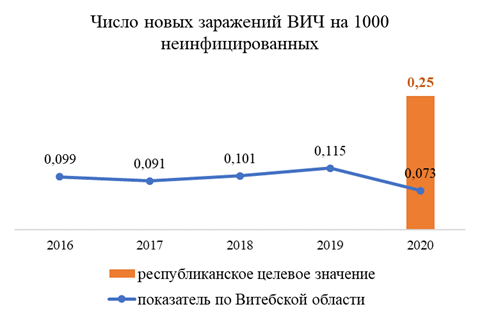 Число новых заражений ВИЧ на 1000
неинфицированных
0,25
0,099
0,091
0,101
0,115
0,073
2016 2017 2018 2019 2020
республиканское целевое значение
показатель по Витебской области